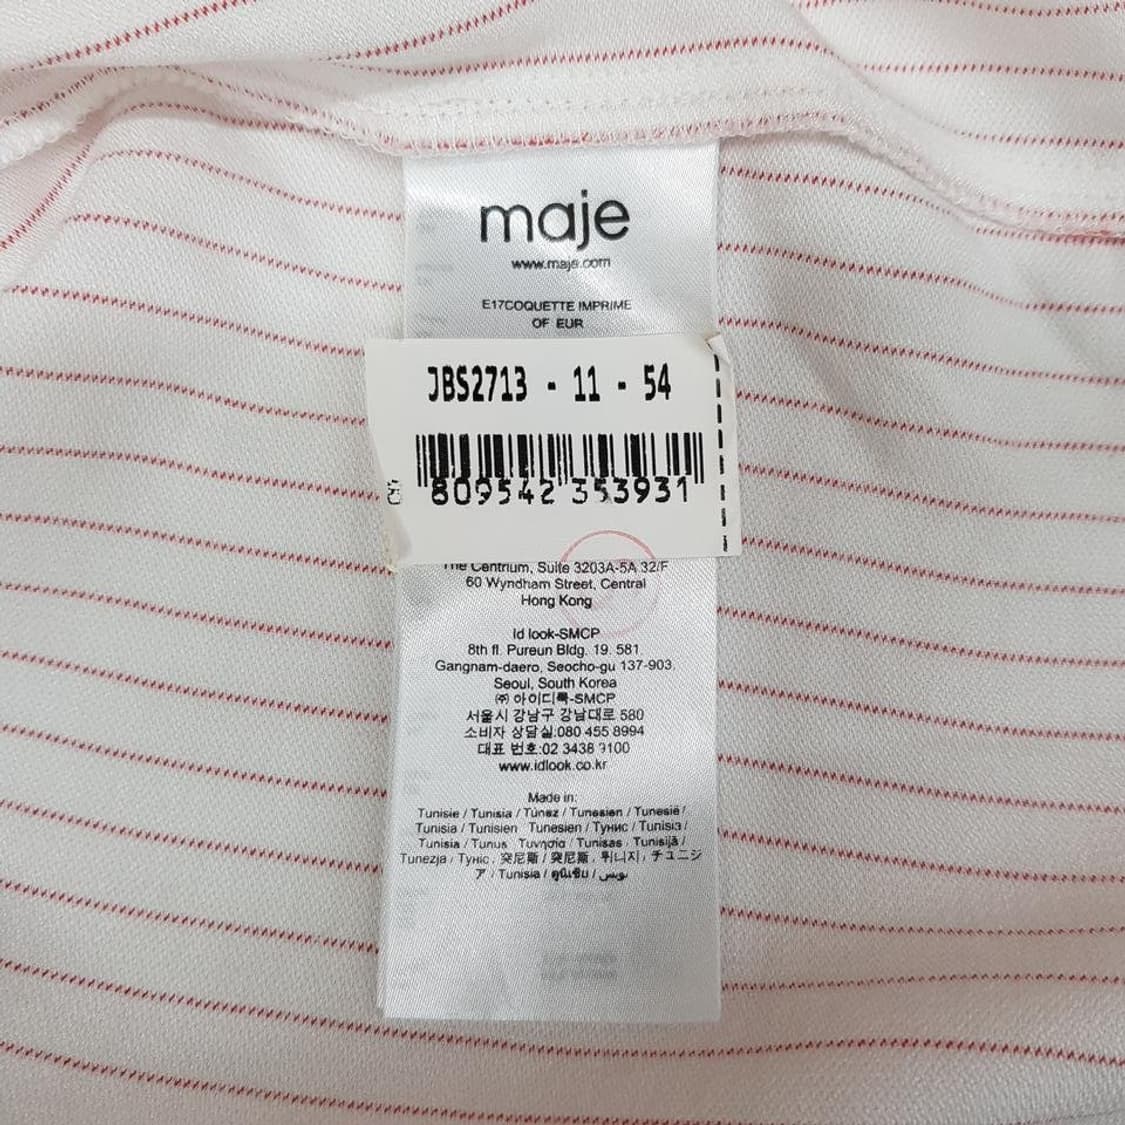 maje
www.maje.com
E17COQUETTE IMPRIME
OF EUR
JBS2713 - 11 - 54
809542 353931
The Centrium, Suite 3203A-5A 32/F
60 Wyndham Street, Central
Hong Kong
Id look-SMCP
8th fl. Pureun Bldg. 19. 581.
Gangnam-daero, Seocho-gu 137-903.
Seoul, South Korea
㈜ 아이디룩-SMCP
서울시 강남구 강남대로 580
소비자 상담실:080 455 8994
대표 번호:02 3438 9100
www.idlook.co.kr
Made in:
Tunisie / Tunisia / Túnez / Tunesien / Tunesië /
Tunisia / Tunisien Tunesien / Тунис / Tunisia /
Tunisia / Tunus Τυνησία / Tunisas Tunisijā /
Tunezja / Туніс 突尼斯 / 突尼斯 튀니지 チュニジ
ア / Tunisia / ตูนิเซีย / تونس